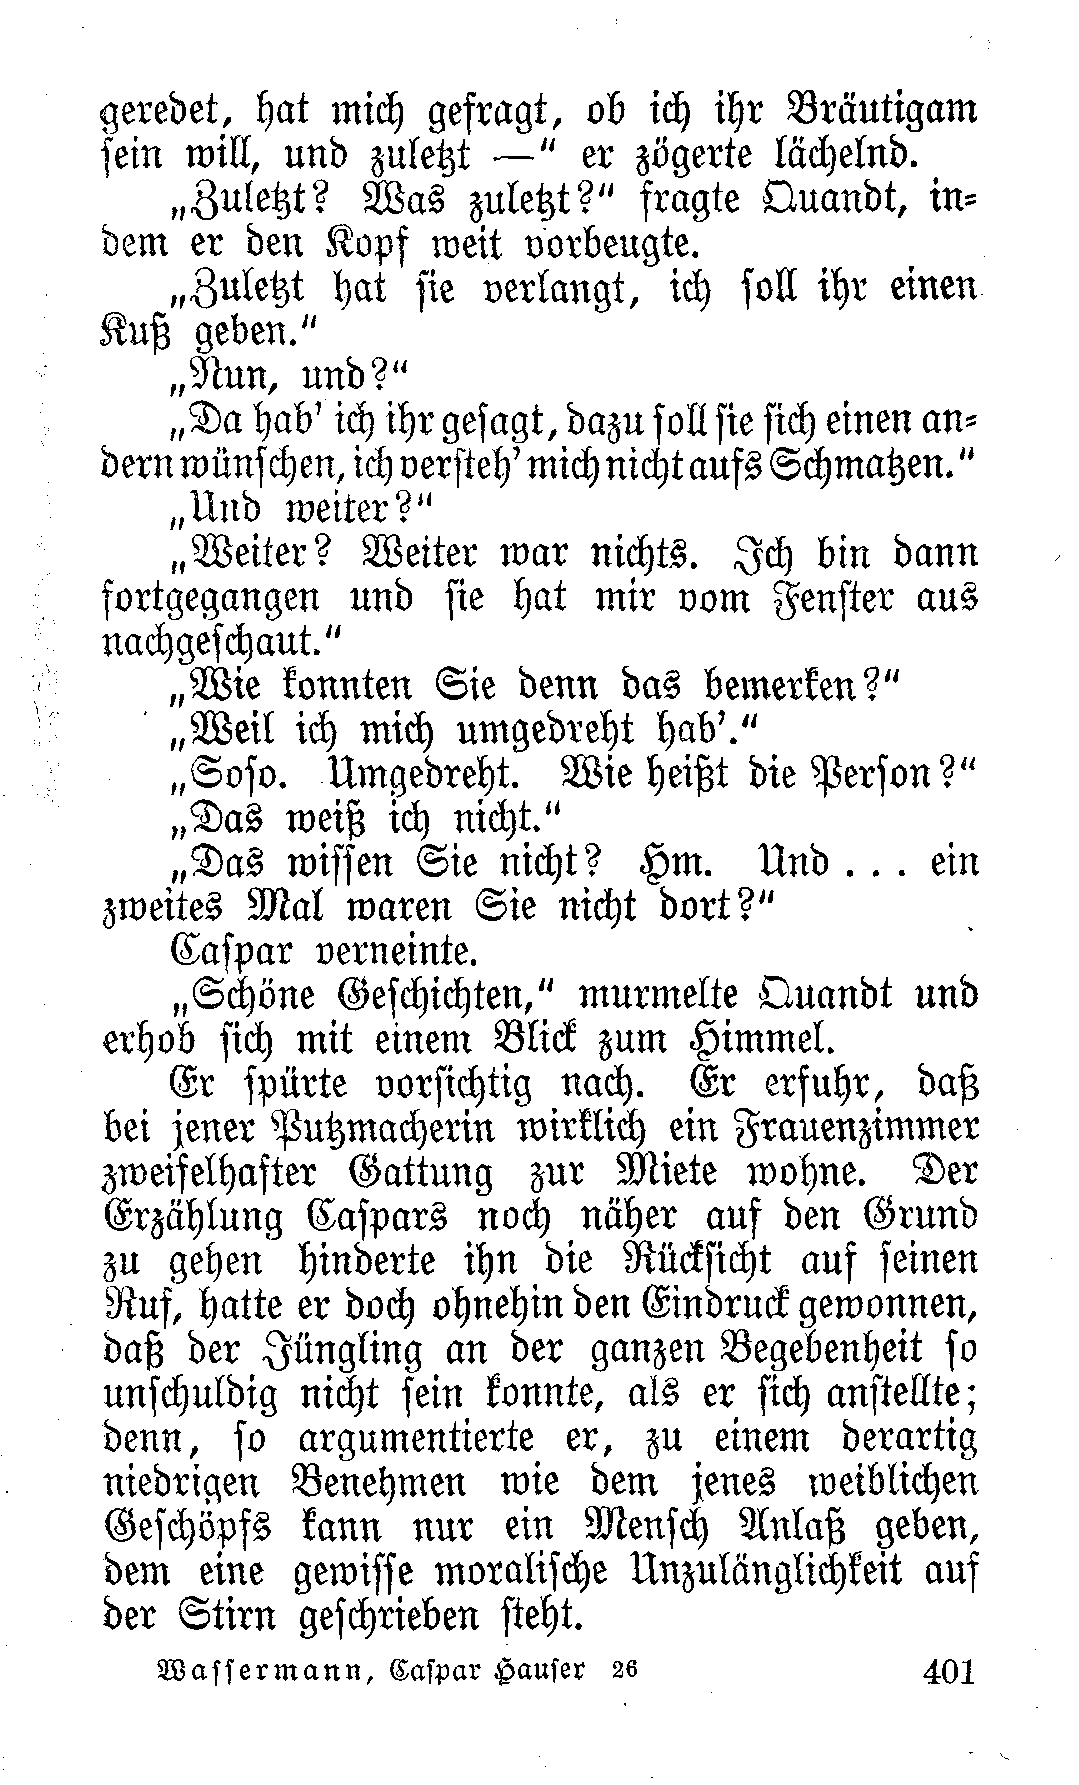 geredet, hat mich gefragt, ob ich ihr Bräutigam
sein will, und zuletzt —“ er zögerte lächelnd.
„Zuletzt? Was zuletzt?“ fragte Quandt, in-
dem er den Kopf weit vorbeugte.
„Zuletzt hat sie verlangt, ich soll ihr einen
Kuß geben.“
„Nun, und?“
„Da hab' ich ihr gesagt, dazu soll sie sich einen an-
dern wünschen, ich versteh' mich nicht aufs Schmatzen.“
„Und weiter?“
„Weiter? Weiter war nichts. Ich bin dann
fortgegangen und sie hat mir vom Fenster aus
nachgeschaut.“
„Wie konnten Sie denn das bemerken?“
„Weil ich mich umgedreht hab'.“
„Soso. Umgedreht. Wie heißt die Person?“
„Das weiß ich nicht.“
„Das wissen Sie nicht? Hm. Und . . . ein
zweites Mal waren Sie nicht dort?“
Caspar verneinte.
„Schöne Geschichten,“ murmelte Quandt und
erhob sich mit einem Blick zum Himmel.
Er spürte vorsichtig nach. Er erfuhr, daß
bei jener Putzmacherin wirklich ein Frauenzimmer
zweifelhafter Gattung zur Miete wohne. Der
Erzählung Caspars noch näher auf den Grund
zu gehen hinderte ihn die Rücksicht auf seinen
Ruf, hatte er doch ohnehin den Eindruck gewonnen,
daß der Jüngling an der ganzen Begebenheit so
unschuldig nicht sein konnte, als er sich anstellte;
denn, so argumentierte er, zu einem derartig
niedrigen Benehmen wie dem jenes weiblichen
Geschöpfs kann nur ein Mensch Anlaß geben,
dem eine gewisse moralische Unzulänglichkeit auf
der Stirn geschrieben steht.
Wassermann, Caspar Hauser 26 401